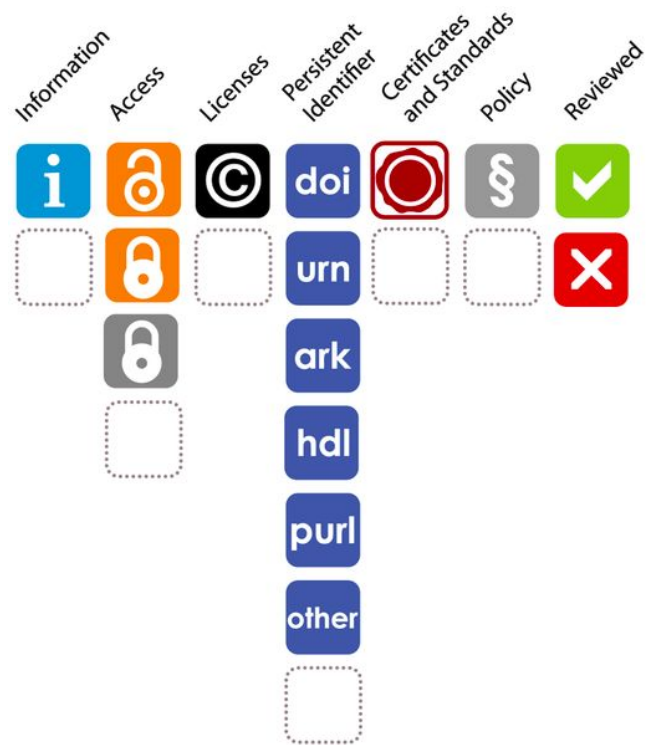 Information
Access
Licenses
Persistent
Identifier
Certificates
and Standards
Policy
Reviewed
i
©
doi
§
urn
ark
hdl
purl
other